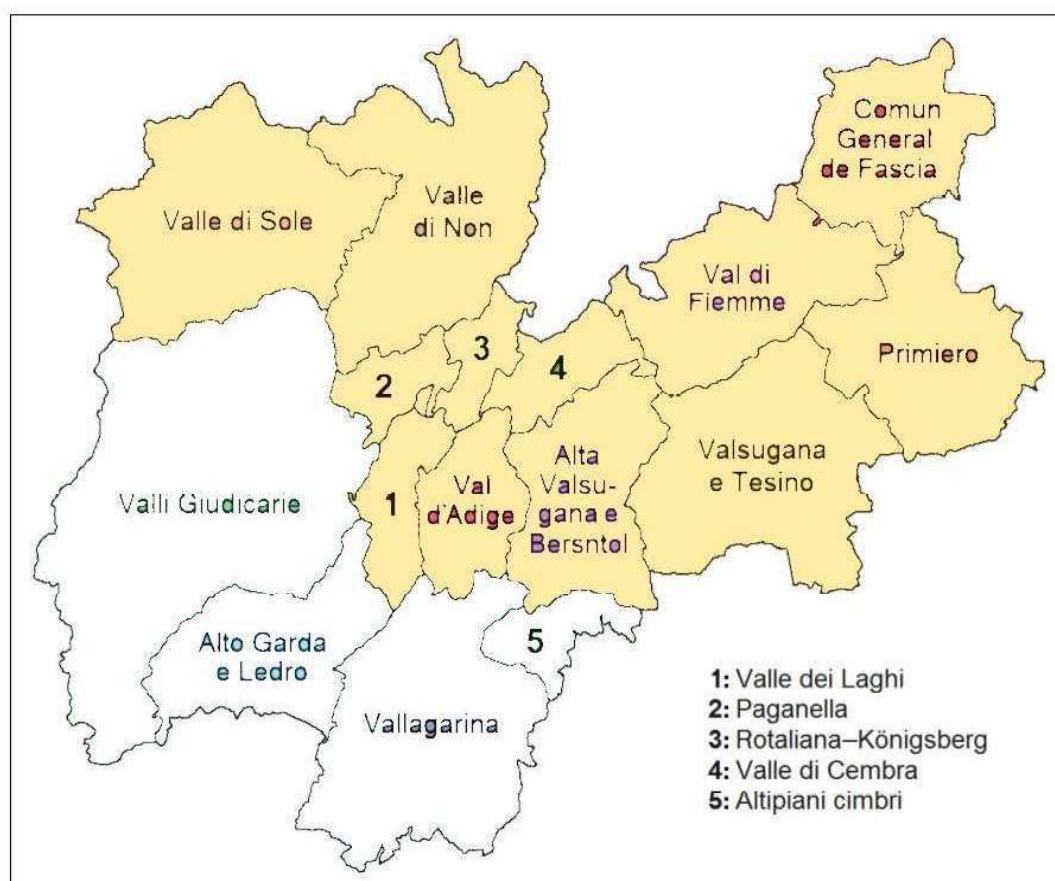 Comun
General
de Fascia
Valle di Sole
Valle
di Non
Val di
Fiemme
Primiero
3
4
2
Valsugana
e Tesino
Alta
Valsu-
gana e
Bersntol
Val
d'Adige
1
Valli Giudicarie
Alto Garda
e Ledro
5
Vallagarina
1: Valle dei Laghi
2: Paganella
3: Rotaliana–Königsberg
4: Valle di Cembra
5: Altipiani cimbri